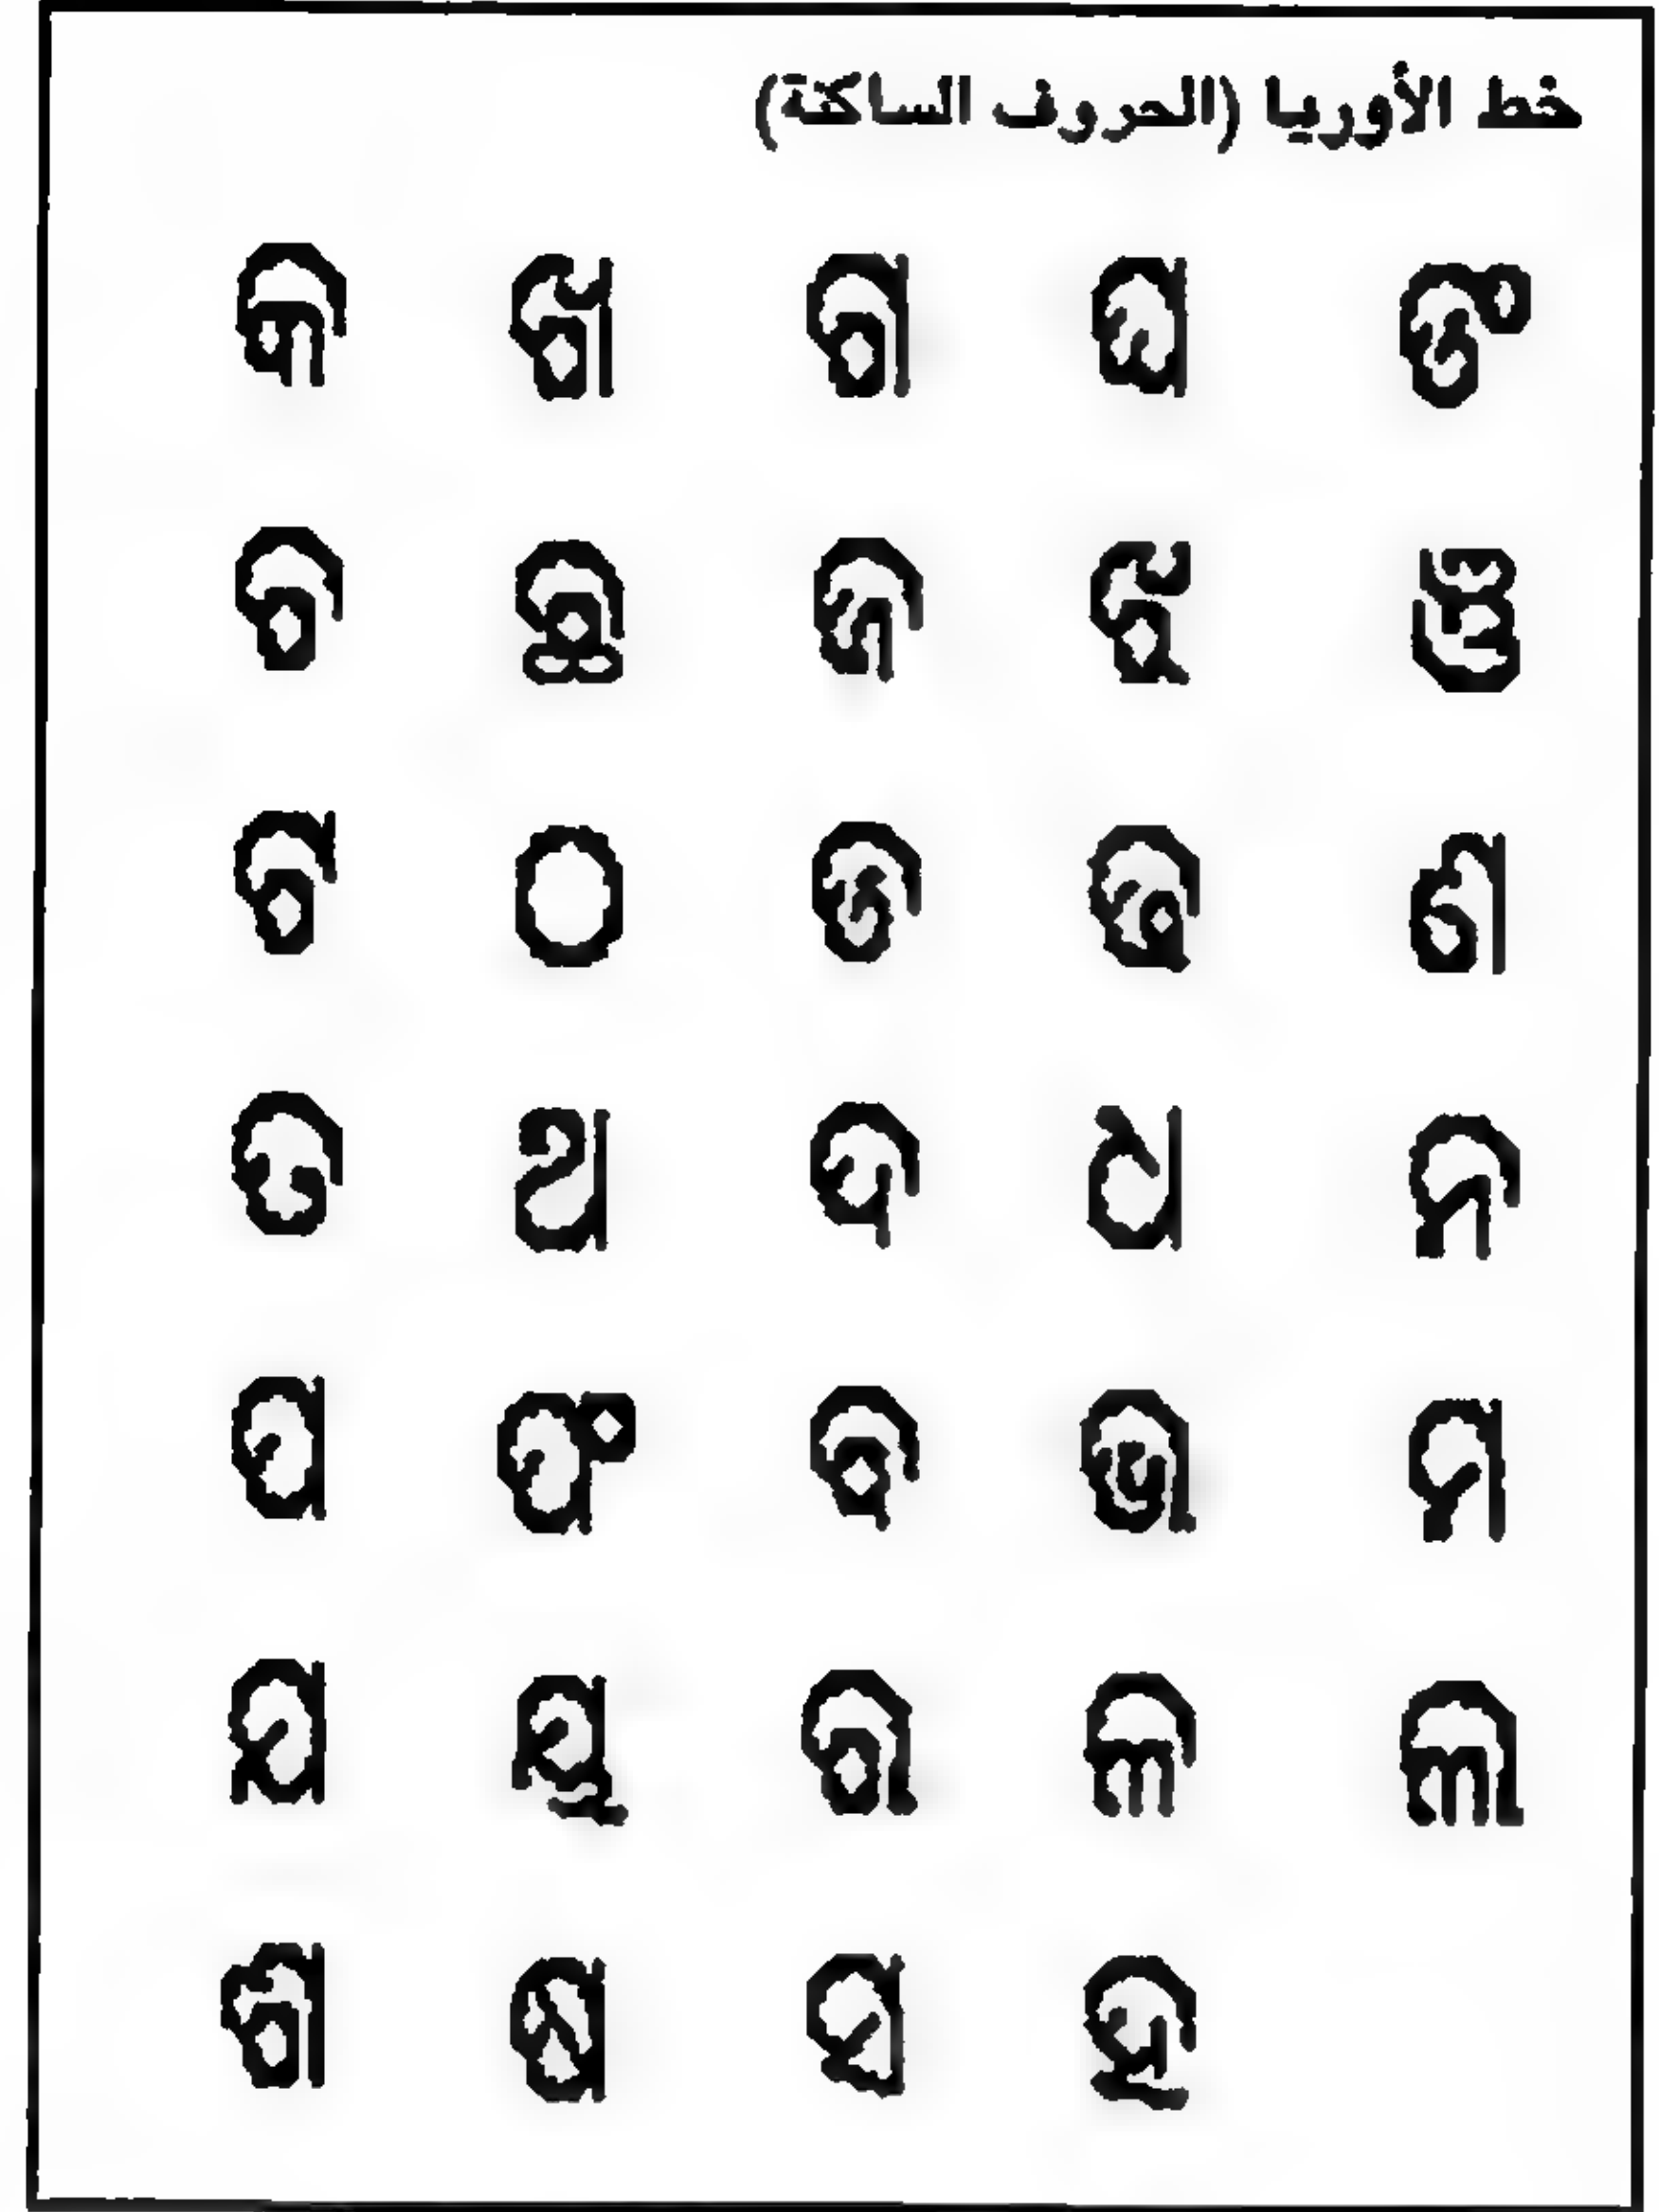 خط الأوريا (الحروف الساكنة)
କ ଖ ଗ ଘ ଙ
ଚ ଛ ଜ ଝ ଞ
ଟ ଠ ଡ ଢ ଣ
ତ ଥ ଦ ଧ ନ
ପ ଫ ବ ଭ ମ
ଯ ୟ ର ଳ ଲ
ଶ ଷ ସ ହ